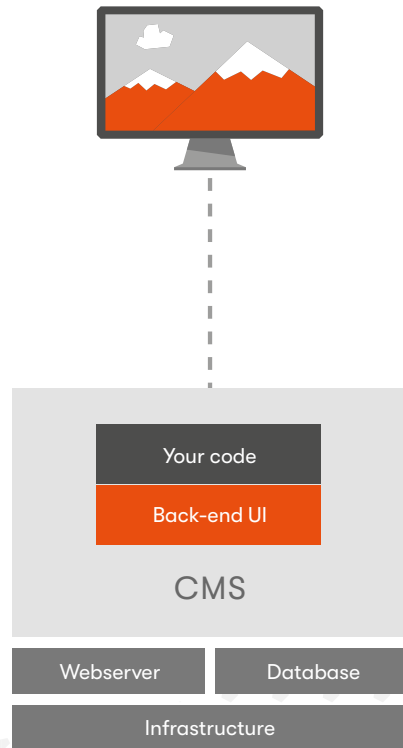 Your code
Back-end UI
CMS
Webserver
Database
Infrastructure